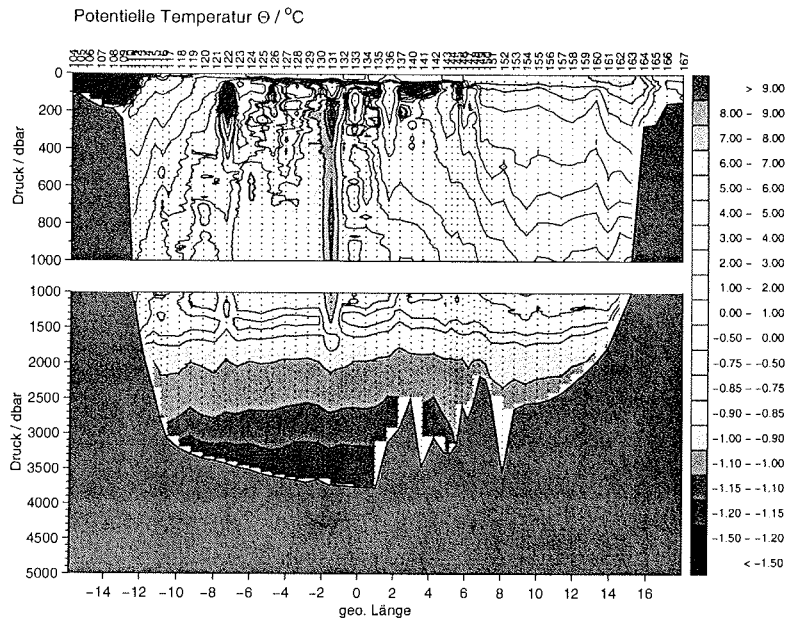 Potentielle Temperatur Θ / °C
104 105 106 107 108 109 114 115 116 117 118 119 120 121 122 123 124 125 126 127 128 129 130 131 132 133 134 135 136 137 140 141 142 152 153 154 155 156 157 158 159 160 161 162 163 164 165 166 167
0
200
400
600
800
1000
Druck / dbar
1000
1500
2000
2500
3000
3500
4000
4500
5000
Druck / dbar
−14 −12 −10 −8 −6 −4 −2 0 2 4 6 8 10 12 14 16
geo. Länge
> 9.00
8.00 - 9.00
7.00 - 8.00
6.00 - 7.00
5.00 - 6.00
4.00 - 5.00
3.00 - 4.00
2.00 - 3.00
1.00 - 2.00
0.00 - 1.00
−0.50 - 0.00
−0.75 - −0.50
−0.85 - −0.75
−0.90 - −0.85
−1.00 - −0.90
−1.10 - −1.00
−1.15 - −1.10
−1.20 - −1.15
−1.50 - −1.20
< −1.50